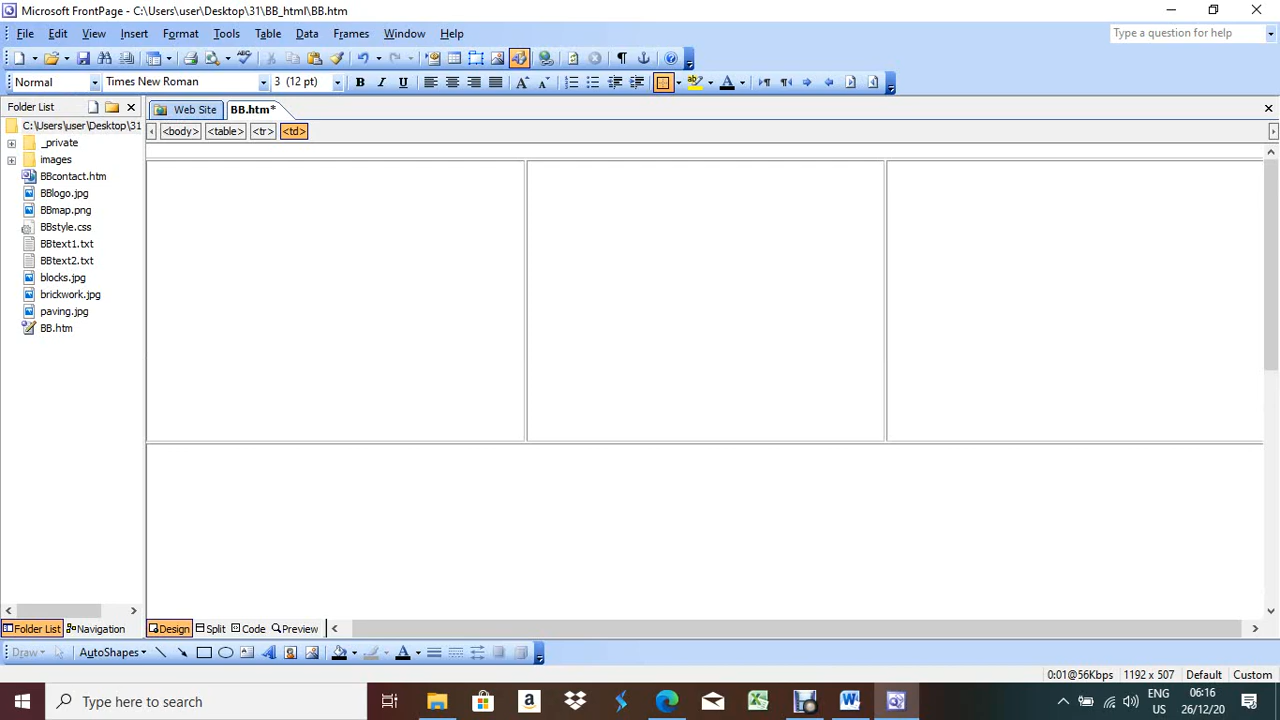 Microsoft FrontPage - C:\Users\user\Desktop\31\BB_html\BB.htm
File Edit View Insert Format Tools Table Data Frames Window Help Type a question for help
Normal Times New Roman 3 (12 pt) B I U A A A
Folder List Web Site BB.htm*
C:\Users\user\Desktop\31 <body> <table> <tr> <td>
_private
images
BBcontact.htm
BBlogo.jpg
BBmap.png
BBstyle.css
BBtext1.txt
BBtext2.txt
blocks.jpg
brickwork.jpg
paving.jpg
BB.htm
Folder List Navigation Design Split Code Preview
Draw AutoShapes A A
0:01@56Kbps 1192 x 507 Default Custom
Type here to search ENG 06:16
US 26/12/20